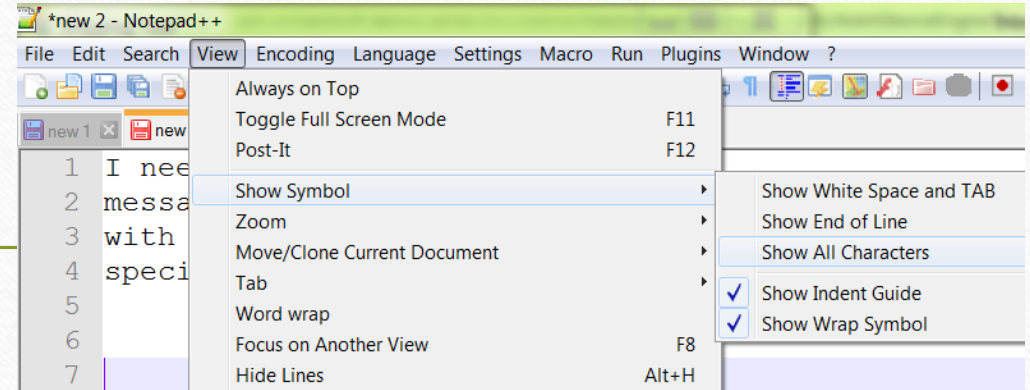 *new 2 - Notepad++
File Edit Search View Encoding Language Settings Macro Run Plugins Window ?
Always on Top
Toggle Full Screen Mode F11
new 1 new
Post-It F12
1 I nee
Show Symbol Show White Space and TAB
2 messa
Zoom Show End of Line
3 with
Move/Clone Current Document Show All Characters
4 speci
Tab
5
Show Indent Guide
Word wrap
Show Wrap Symbol
6
Focus on Another View F8
7
Hide Lines Alt+H